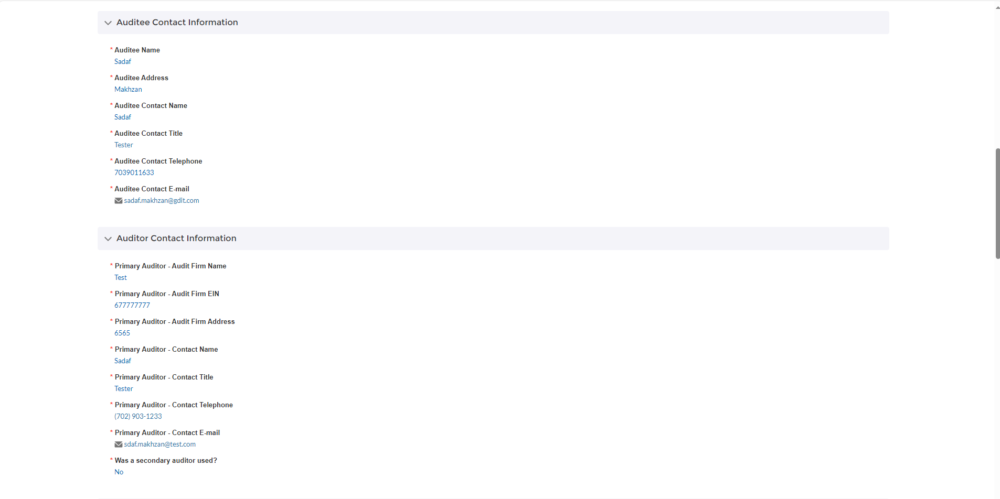 Auditee Contact Information
* Auditee Name
Sadaf
* Auditee Address
Makhzan
* Auditee Contact Name
Sadaf
* Auditee Contact Title
Tester
* Auditee Contact Telephone
7039011633
* Auditee Contact E-mail
sadaf.makhzan@gdit.com
Auditor Contact Information
* Primary Auditor - Audit Firm Name
Test
* Primary Auditor - Audit Firm EIN
677777777
* Primary Auditor - Audit Firm Address
6565
* Primary Auditor - Contact Name
Sadaf
* Primary Auditor - Contact Title
Tester
* Primary Auditor - Contact Telephone
(702) 903-1233
* Primary Auditor - Contact E-mail
sdaf.makhzan@test.com
* Was a secondary auditor used?
No